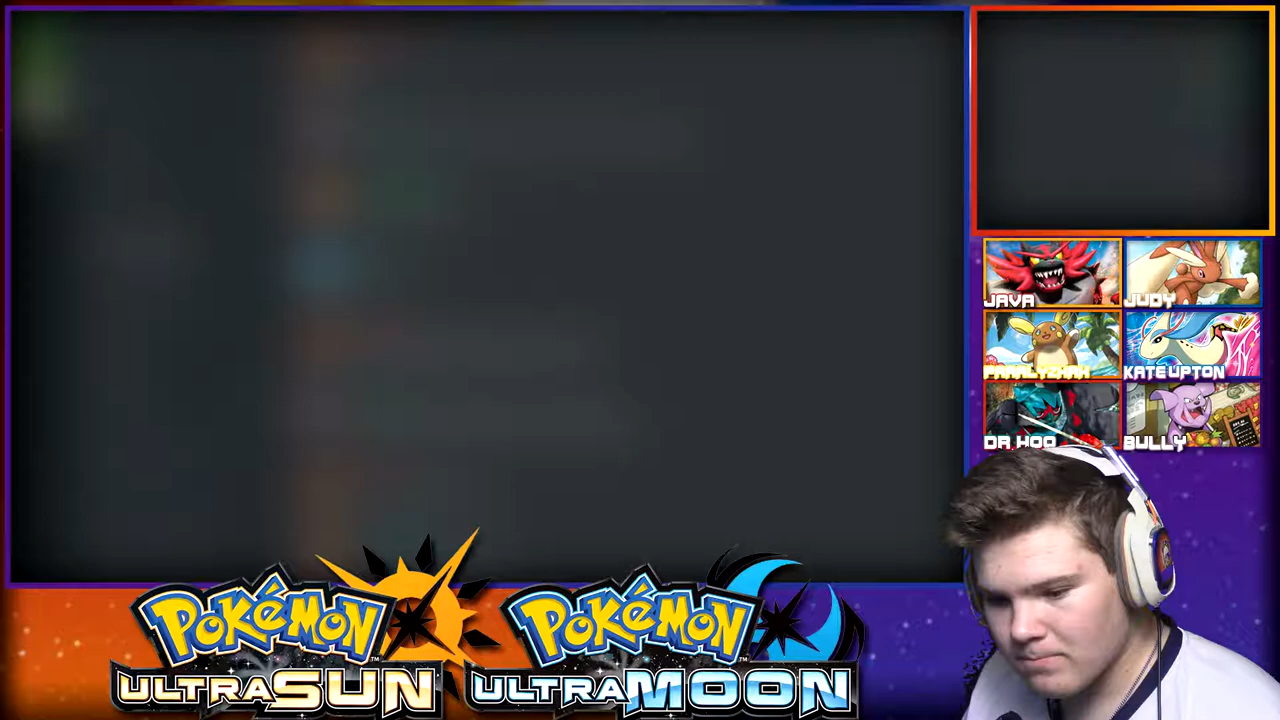 JAVA
JUDY
KATE UPTON
DR. HOO
BULLY
POKéMON
ULTRA SUN
POKéMON
ULTRA MOON